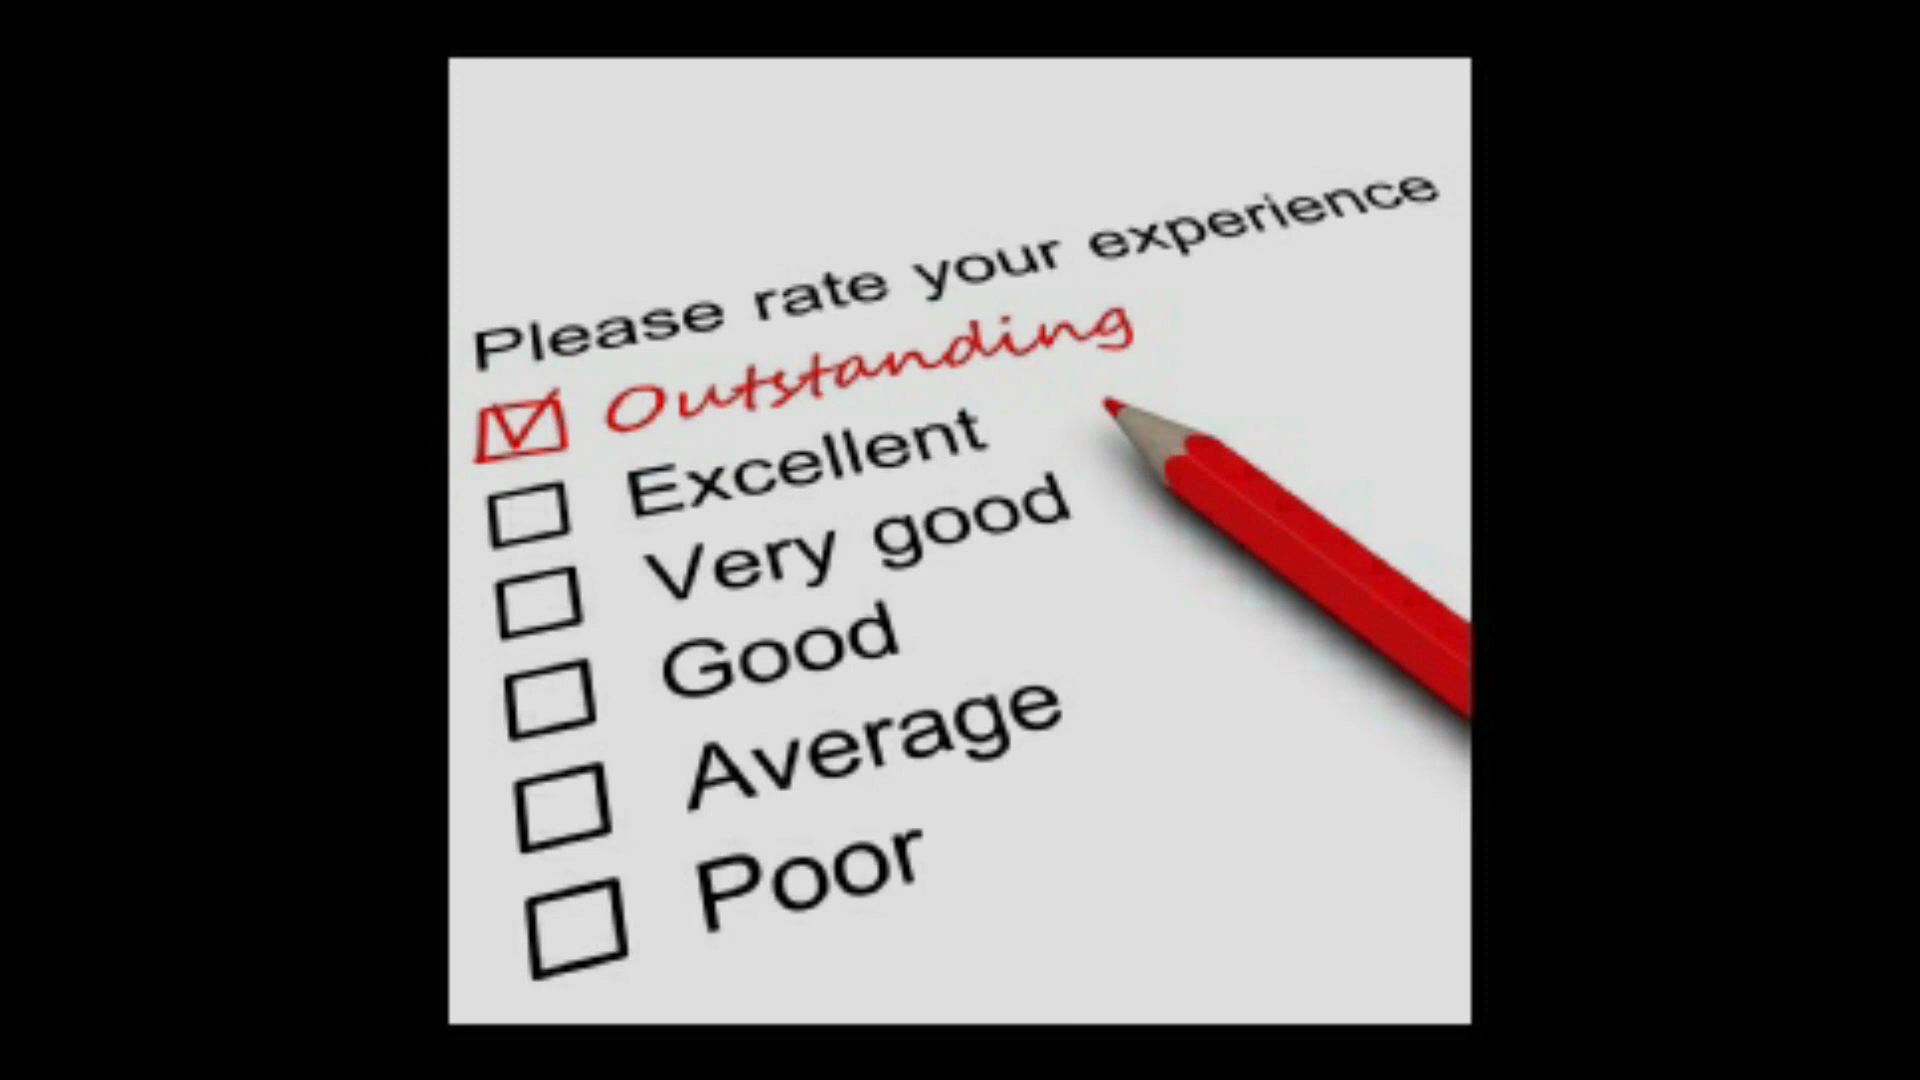 Please rate your experience
Outstanding
Excellent
Very good
Good
Average
Poor